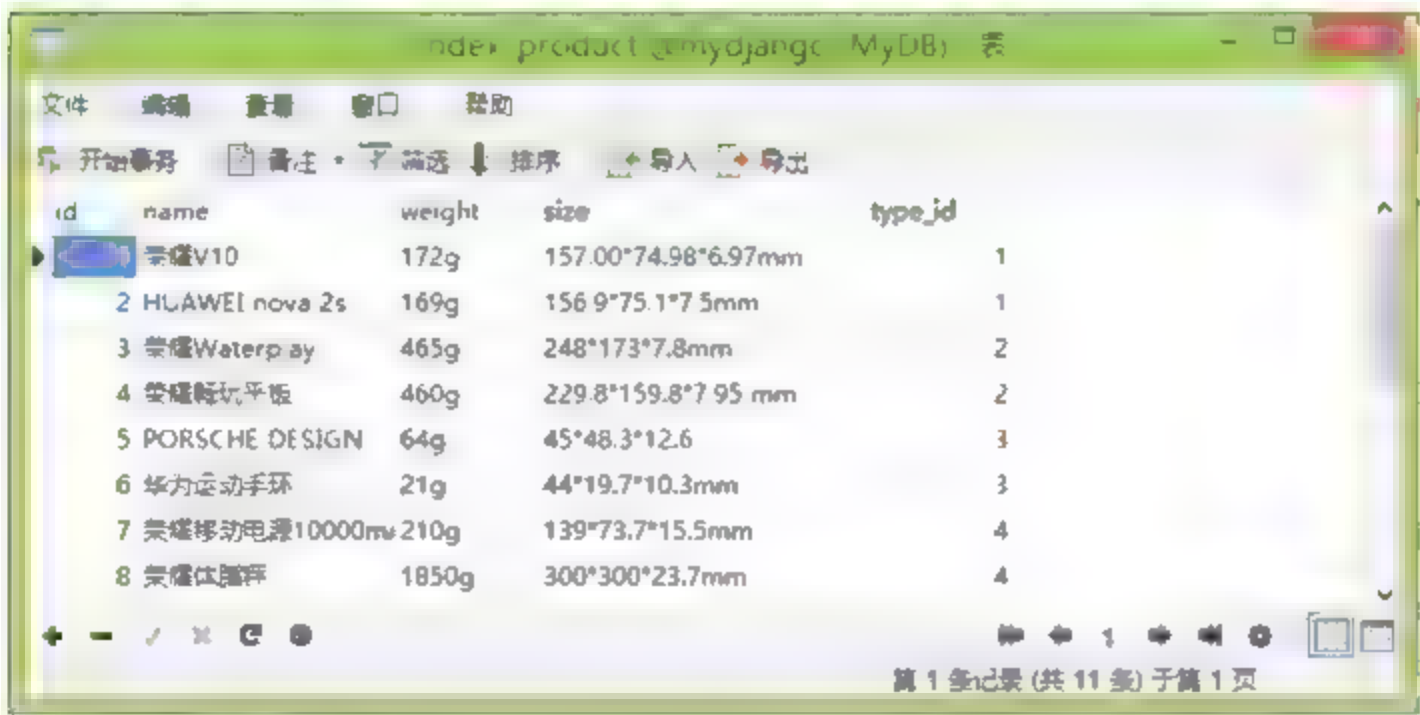 index_product @mydjango (MyDB) - 表
文件 编辑 查看 窗口 帮助
开始事务 备注 · 筛选 排序 导入 导出
id name weight size type_id
荣耀V10 172g 157.00*74.98*6.97mm 1
2 HUAWEI nova 2s 169g 156.9*75.1*7.5mm 1
3 荣耀Waterplay 465g 248*173*7.8mm 2
4 荣耀畅玩平板 460g 229.8*159.8*7.95 mm 2
5 PORSCHE DESIGN 64g 45*48.3*12.6 3
6 华为运动手环 21g 44*19.7*10.3mm 3
7 荣耀移动电源10000m 210g 139*73.7*15.5mm 4
8 荣耀体脂秤 1850g 300*300*23.7mm 4
1
第 1 条记录 (共 11 条) 于第 1 页